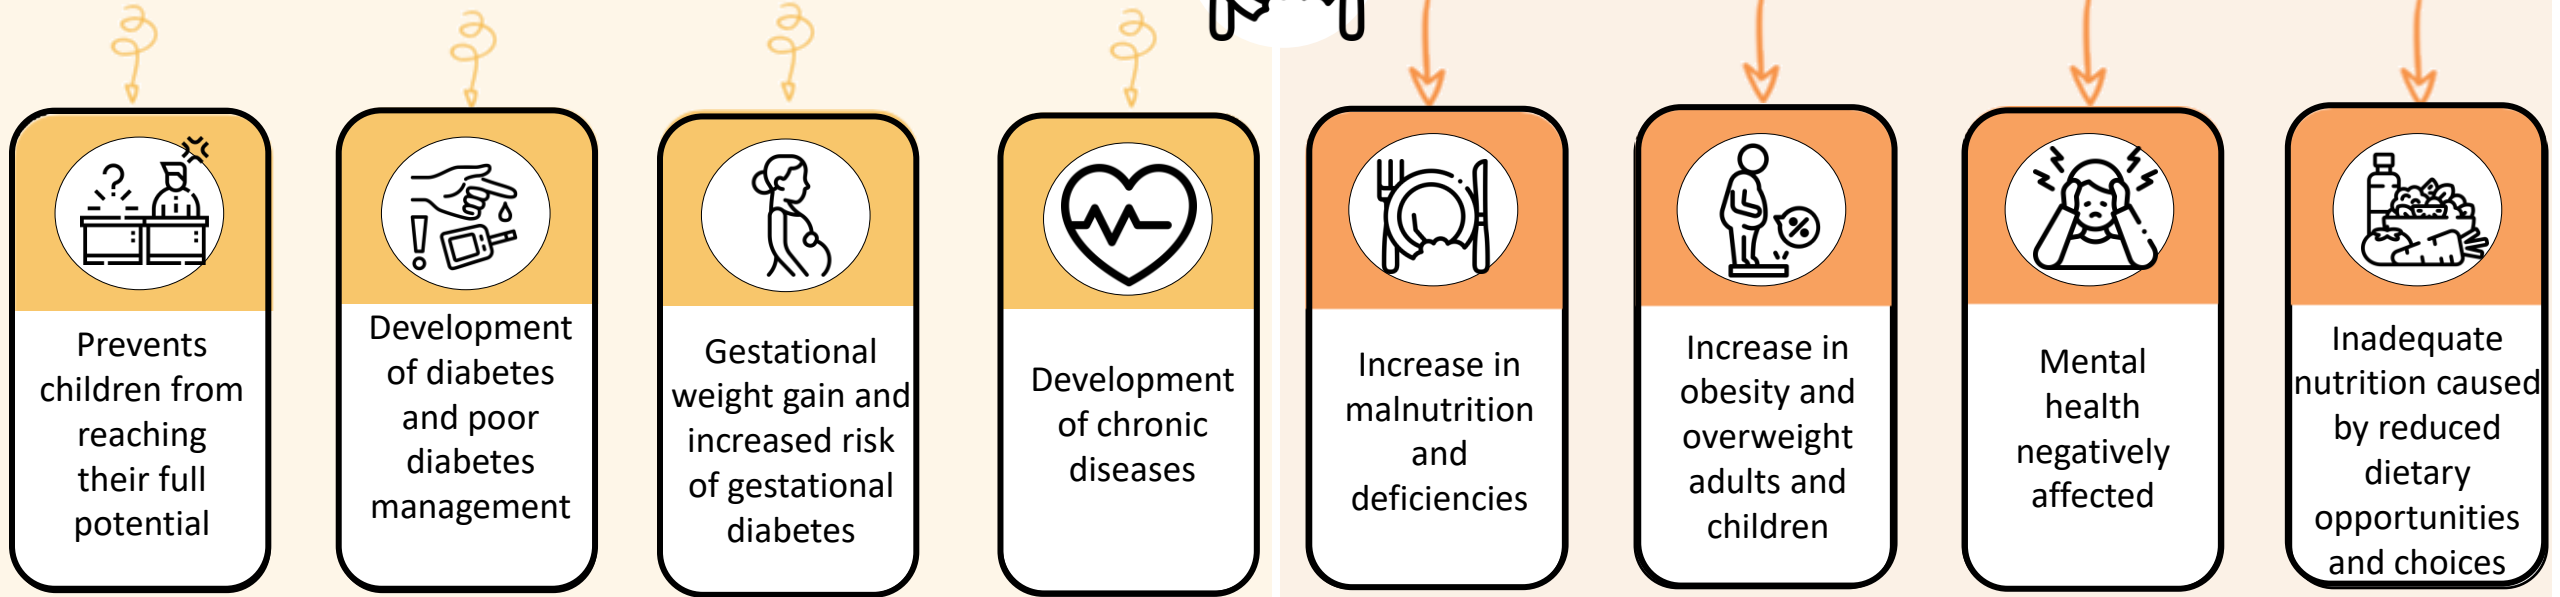 Prevents
children from
reaching
their full
potential
Development
of diabetes
and poor
diabetes
management
Gestational
weight gain and
increased risk
of gestational
diabetes
Development
of chronic
diseases
Increase in
malnutrition
and
deficiencies
Increase in
obesity and
overweight
adults and
children
Mental
health
negatively
affected
Inadequate
nutrition caused
by reduced
dietary
opportunities
and choices